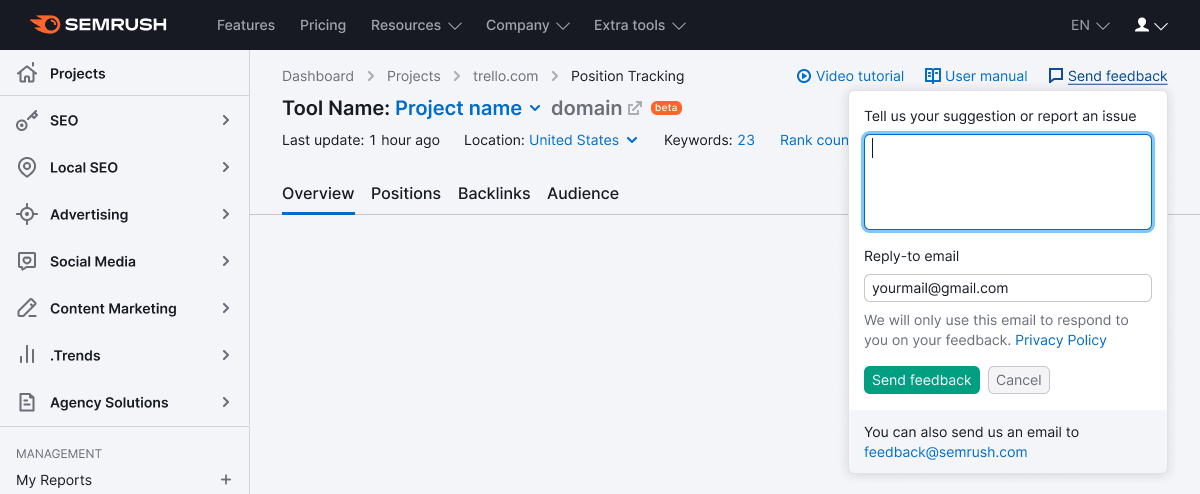 SEMRUSH Features Pricing Resources Company Extra tools EN
Projects
SEO
Local SEO
Advertising
Social Media
Content Marketing
.Trends
Agency Solutions
MANAGEMENT
My Reports +
Dashboard > Projects > trello.com > Position Tracking
Video tutorial User manual Send feedback
Tool Name: Project name domain beta
Last update: 1 hour ago Location: United States Keywords: 23 Rank coun
Overview Positions Backlinks Audience
Tell us your suggestion or report an issue
Reply-to email
yourmail@gmail.com
We will only use this email to respond to
you on your feedback. Privacy Policy
Send feedback Cancel
You can also send us an email to
feedback@semrush.com